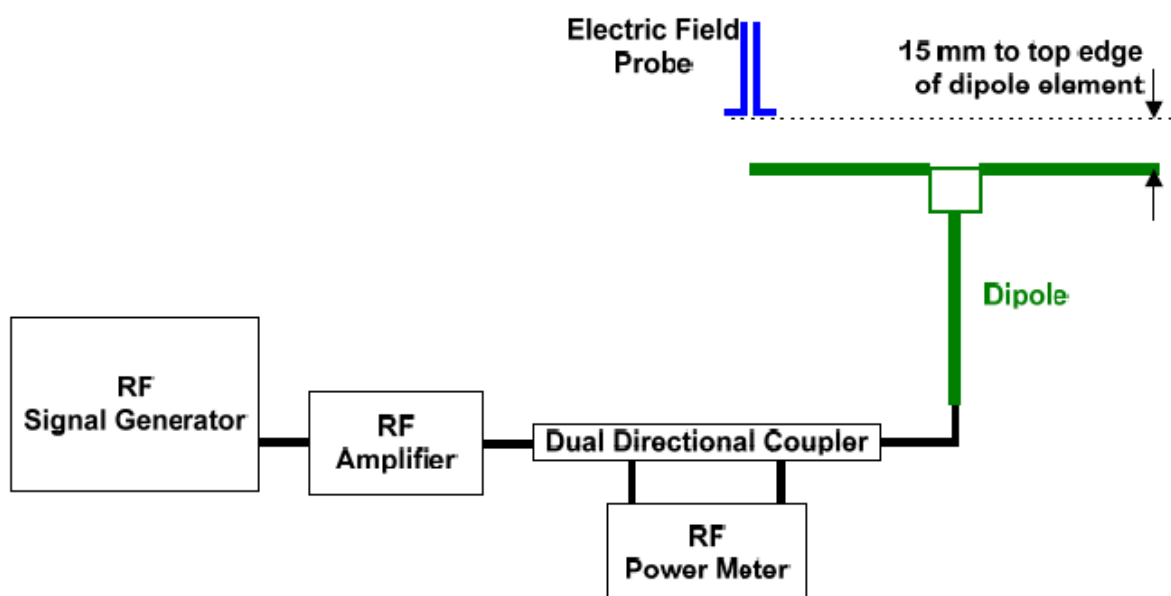 Electric Field
Probe
15 mm to top edge
of dipole element
Dipole
RF
Signal Generator
RF
Amplifier
Dual Directional Coupler
RF
Power Meter